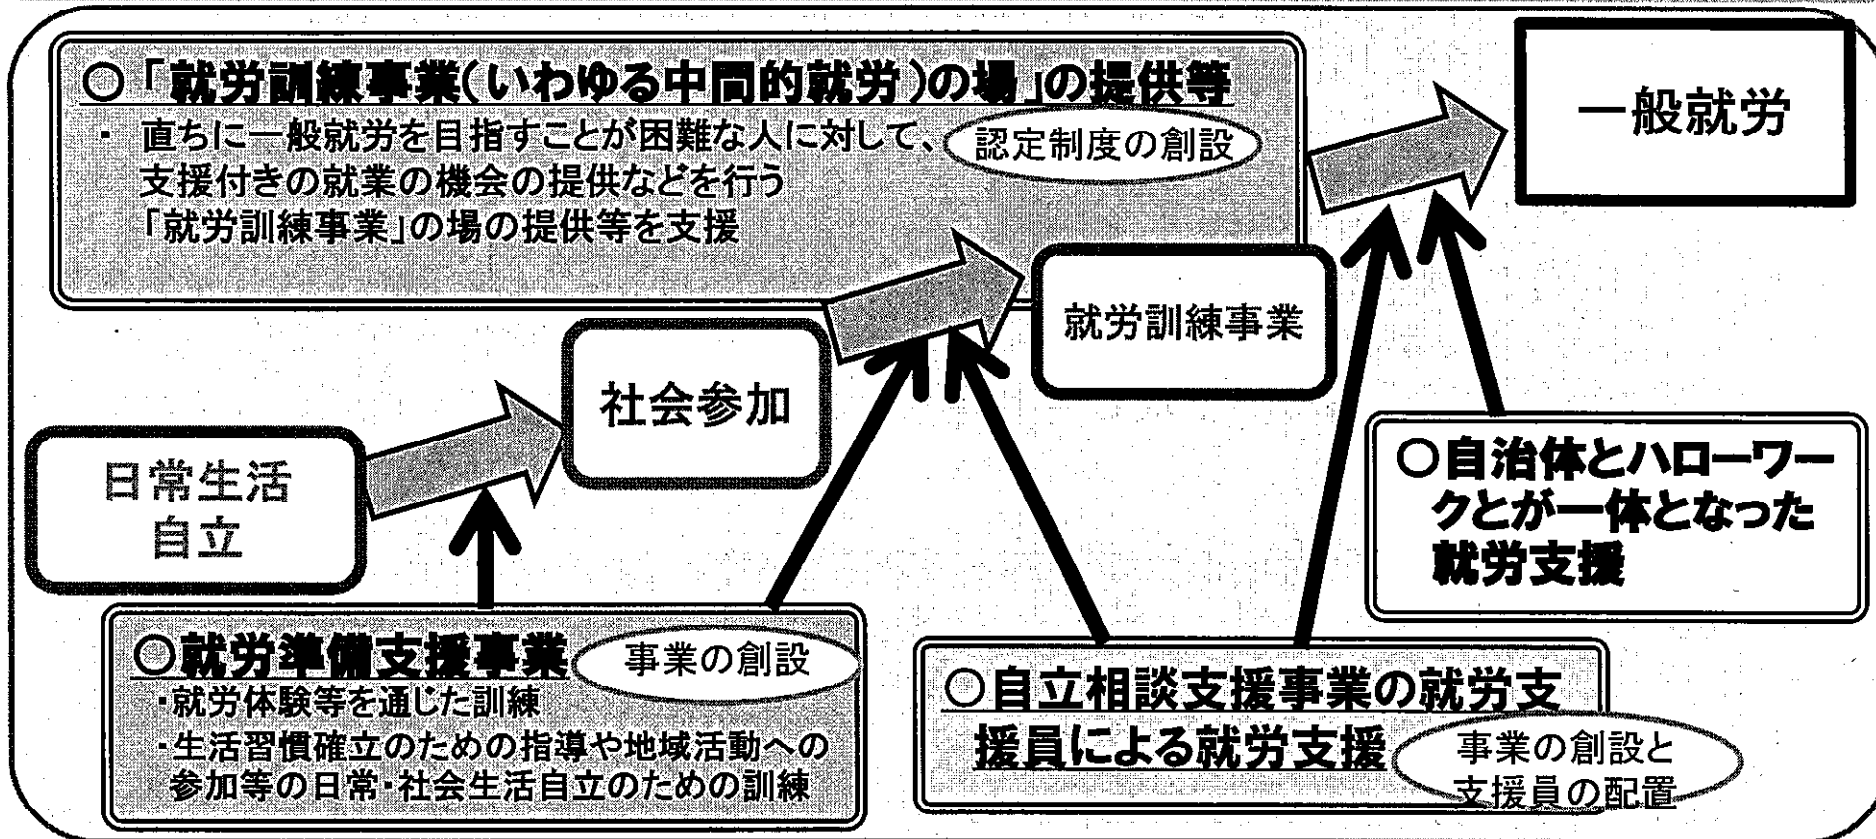 ○「就労訓練事業(いわゆる中間的就労)の場」の提供等
・ 直ちに一般就労を目指すことが困難な人に対して、
支援付きの就業の機会の提供などを行う
「就労訓練事業」の場の提供等を支援
認定制度の創設
一般就労
就労訓練事業
社会参加
日常生活
自立
○自治体とハローワー
クとが一体となった
就労支援
○就労準備支援事業
事業の創設
・就労体験等を通じた訓練
・生活習慣確立のための指導や地域活動への
参加等の日常・社会生活自立のための訓練
○自立相談支援事業の就労支
援員による就労支援
事業の創設と
支援員の配置